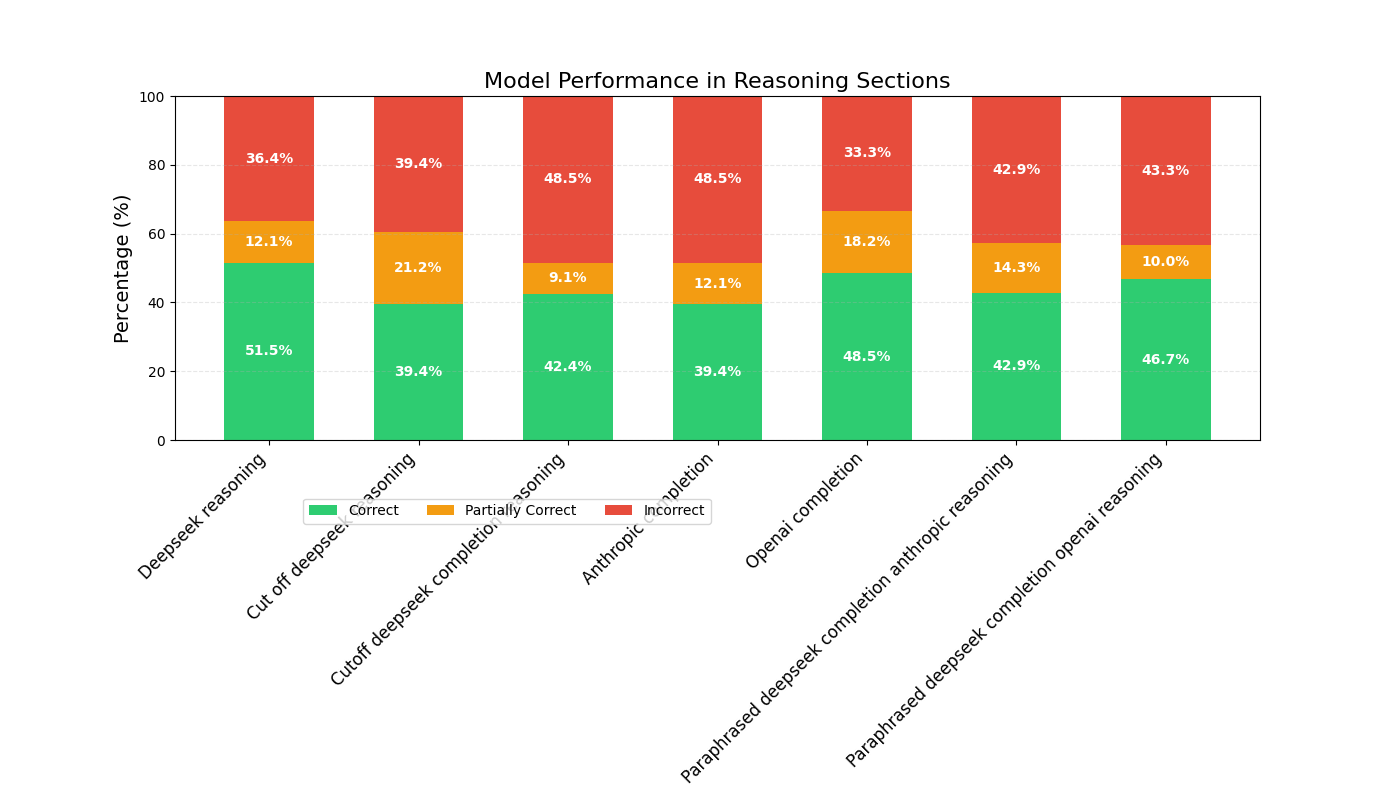 Model Performance in Reasoning Sections
Percentage (%)
100
80
60
40
20
0
36.4%
12.1%
51.5%
39.4%
21.2%
39.4%
48.5%
9.1%
42.4%
48.5%
12.1%
39.4%
33.3%
18.2%
48.5%
42.9%
14.3%
42.9%
43.3%
10.0%
46.7%
Deepseek reasoning
Cut off deepseek reasoning
Cutoff deepseek completion reasoning
Anthropic completion
Openai completion
Paraphrased deepseek completion anthropic reasoning
Paraphrased deepseek completion openai reasoning
Correct
Partially Correct
Incorrect